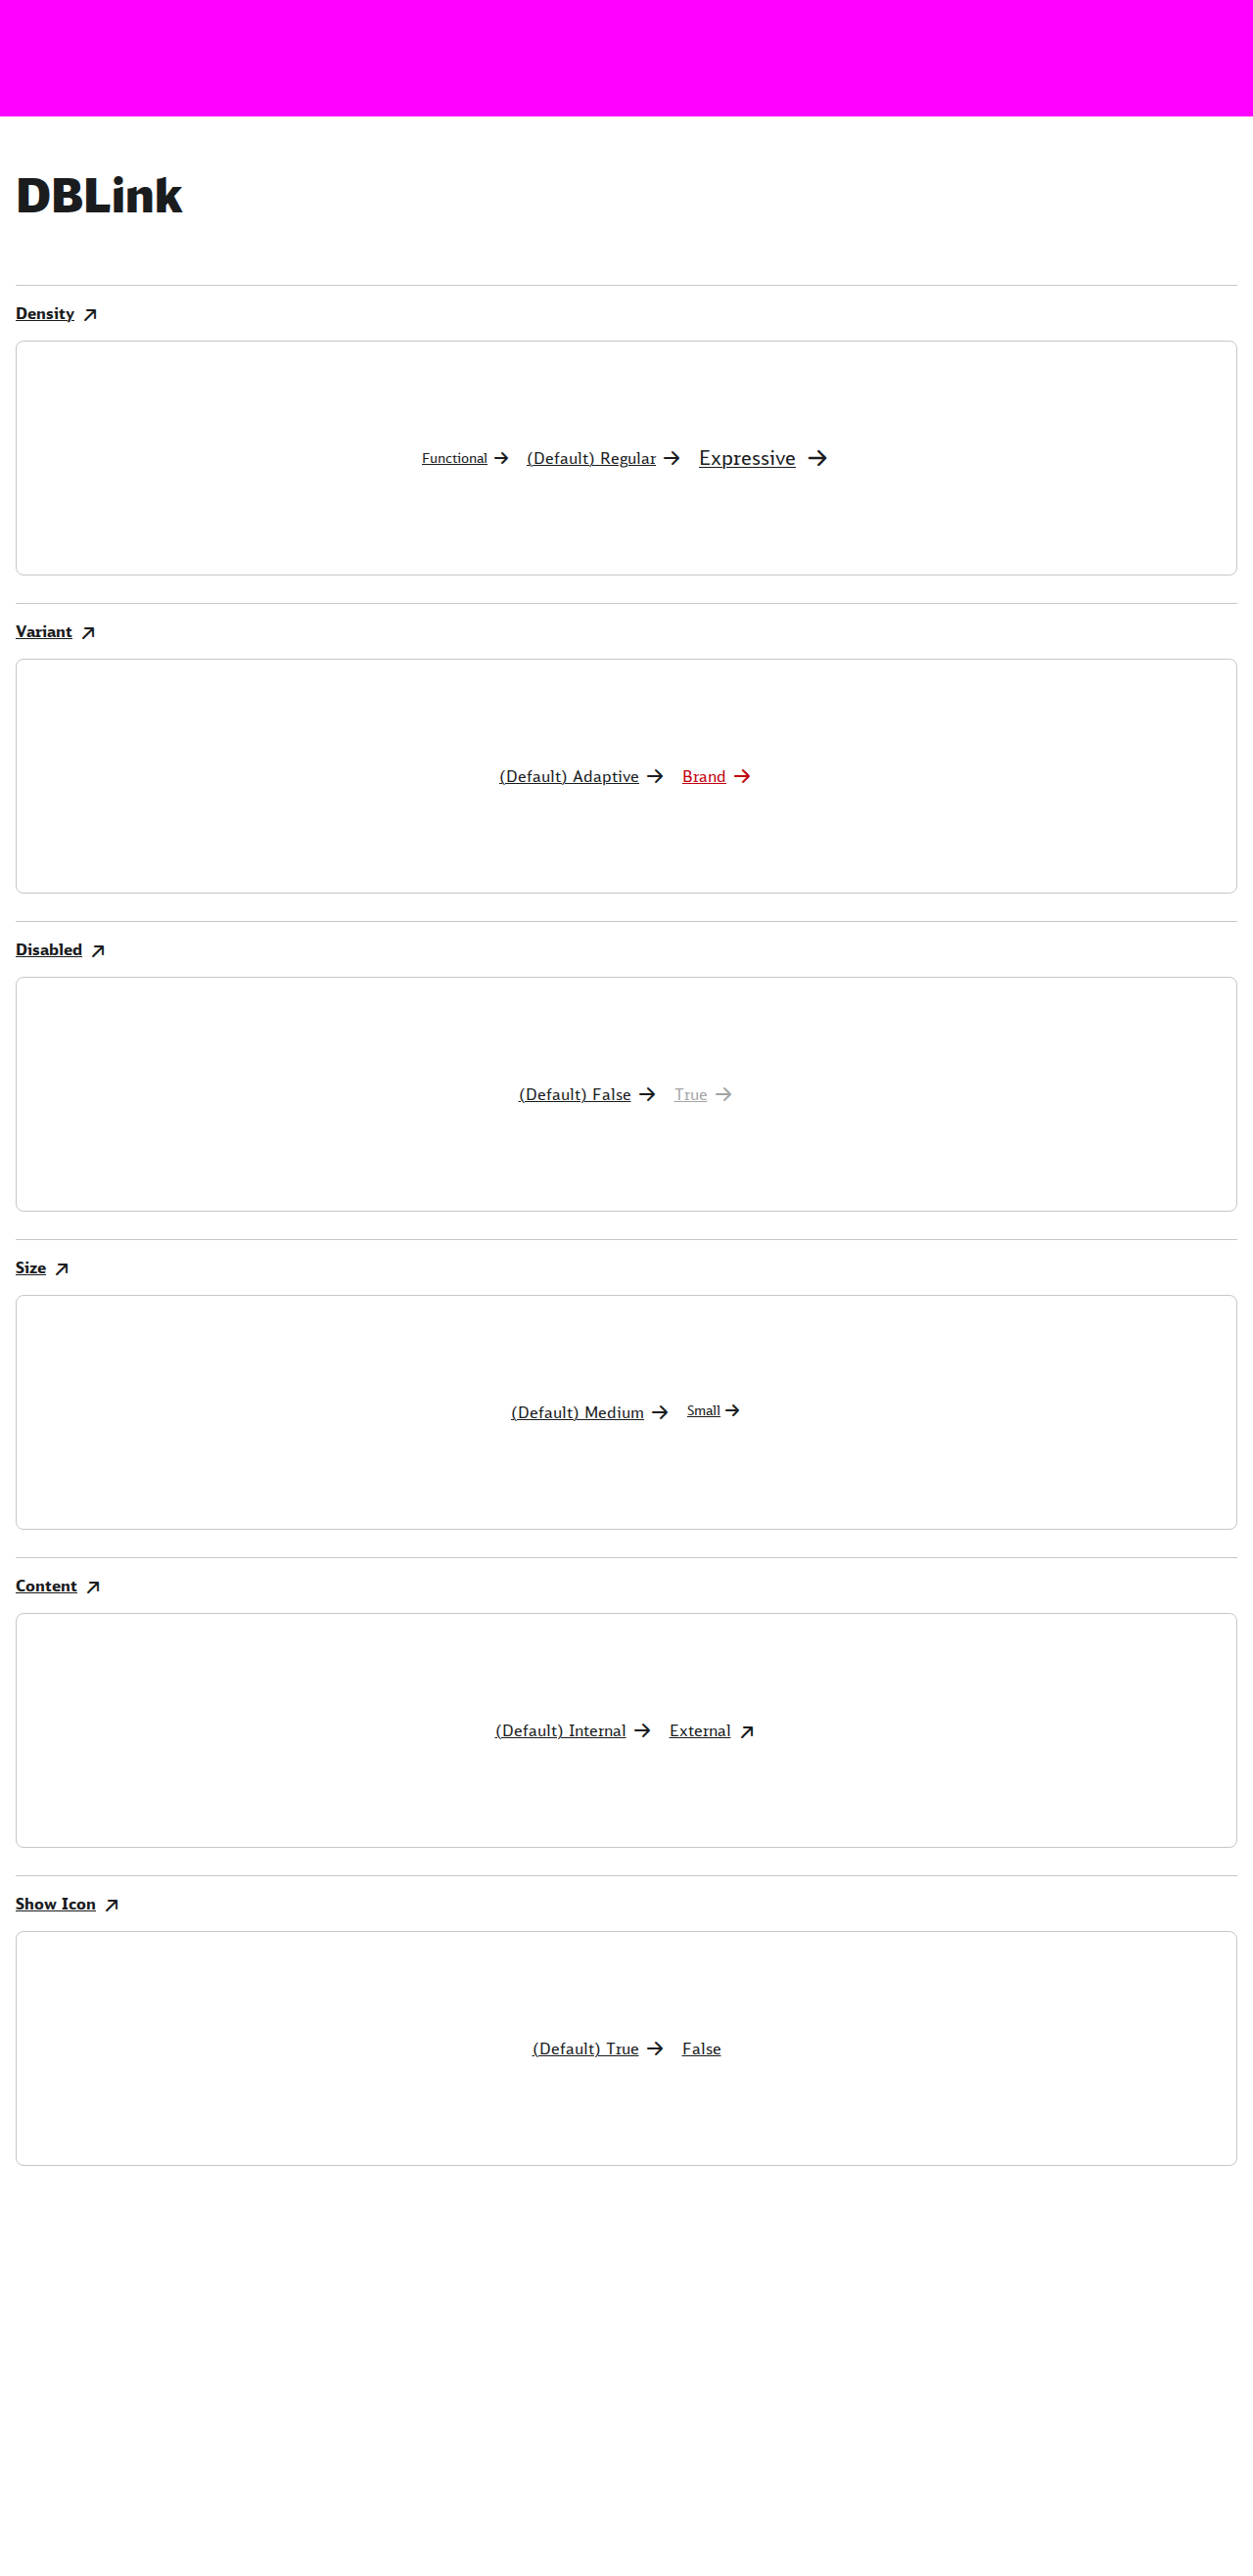 DBLink
Density
Functional (Default) Regular Expressive
Variant
(Default) Adaptive Brand
Disabled
(Default) False True
Size
(Default) Medium Small
Content
(Default) Internal External
Show Icon
(Default) True False